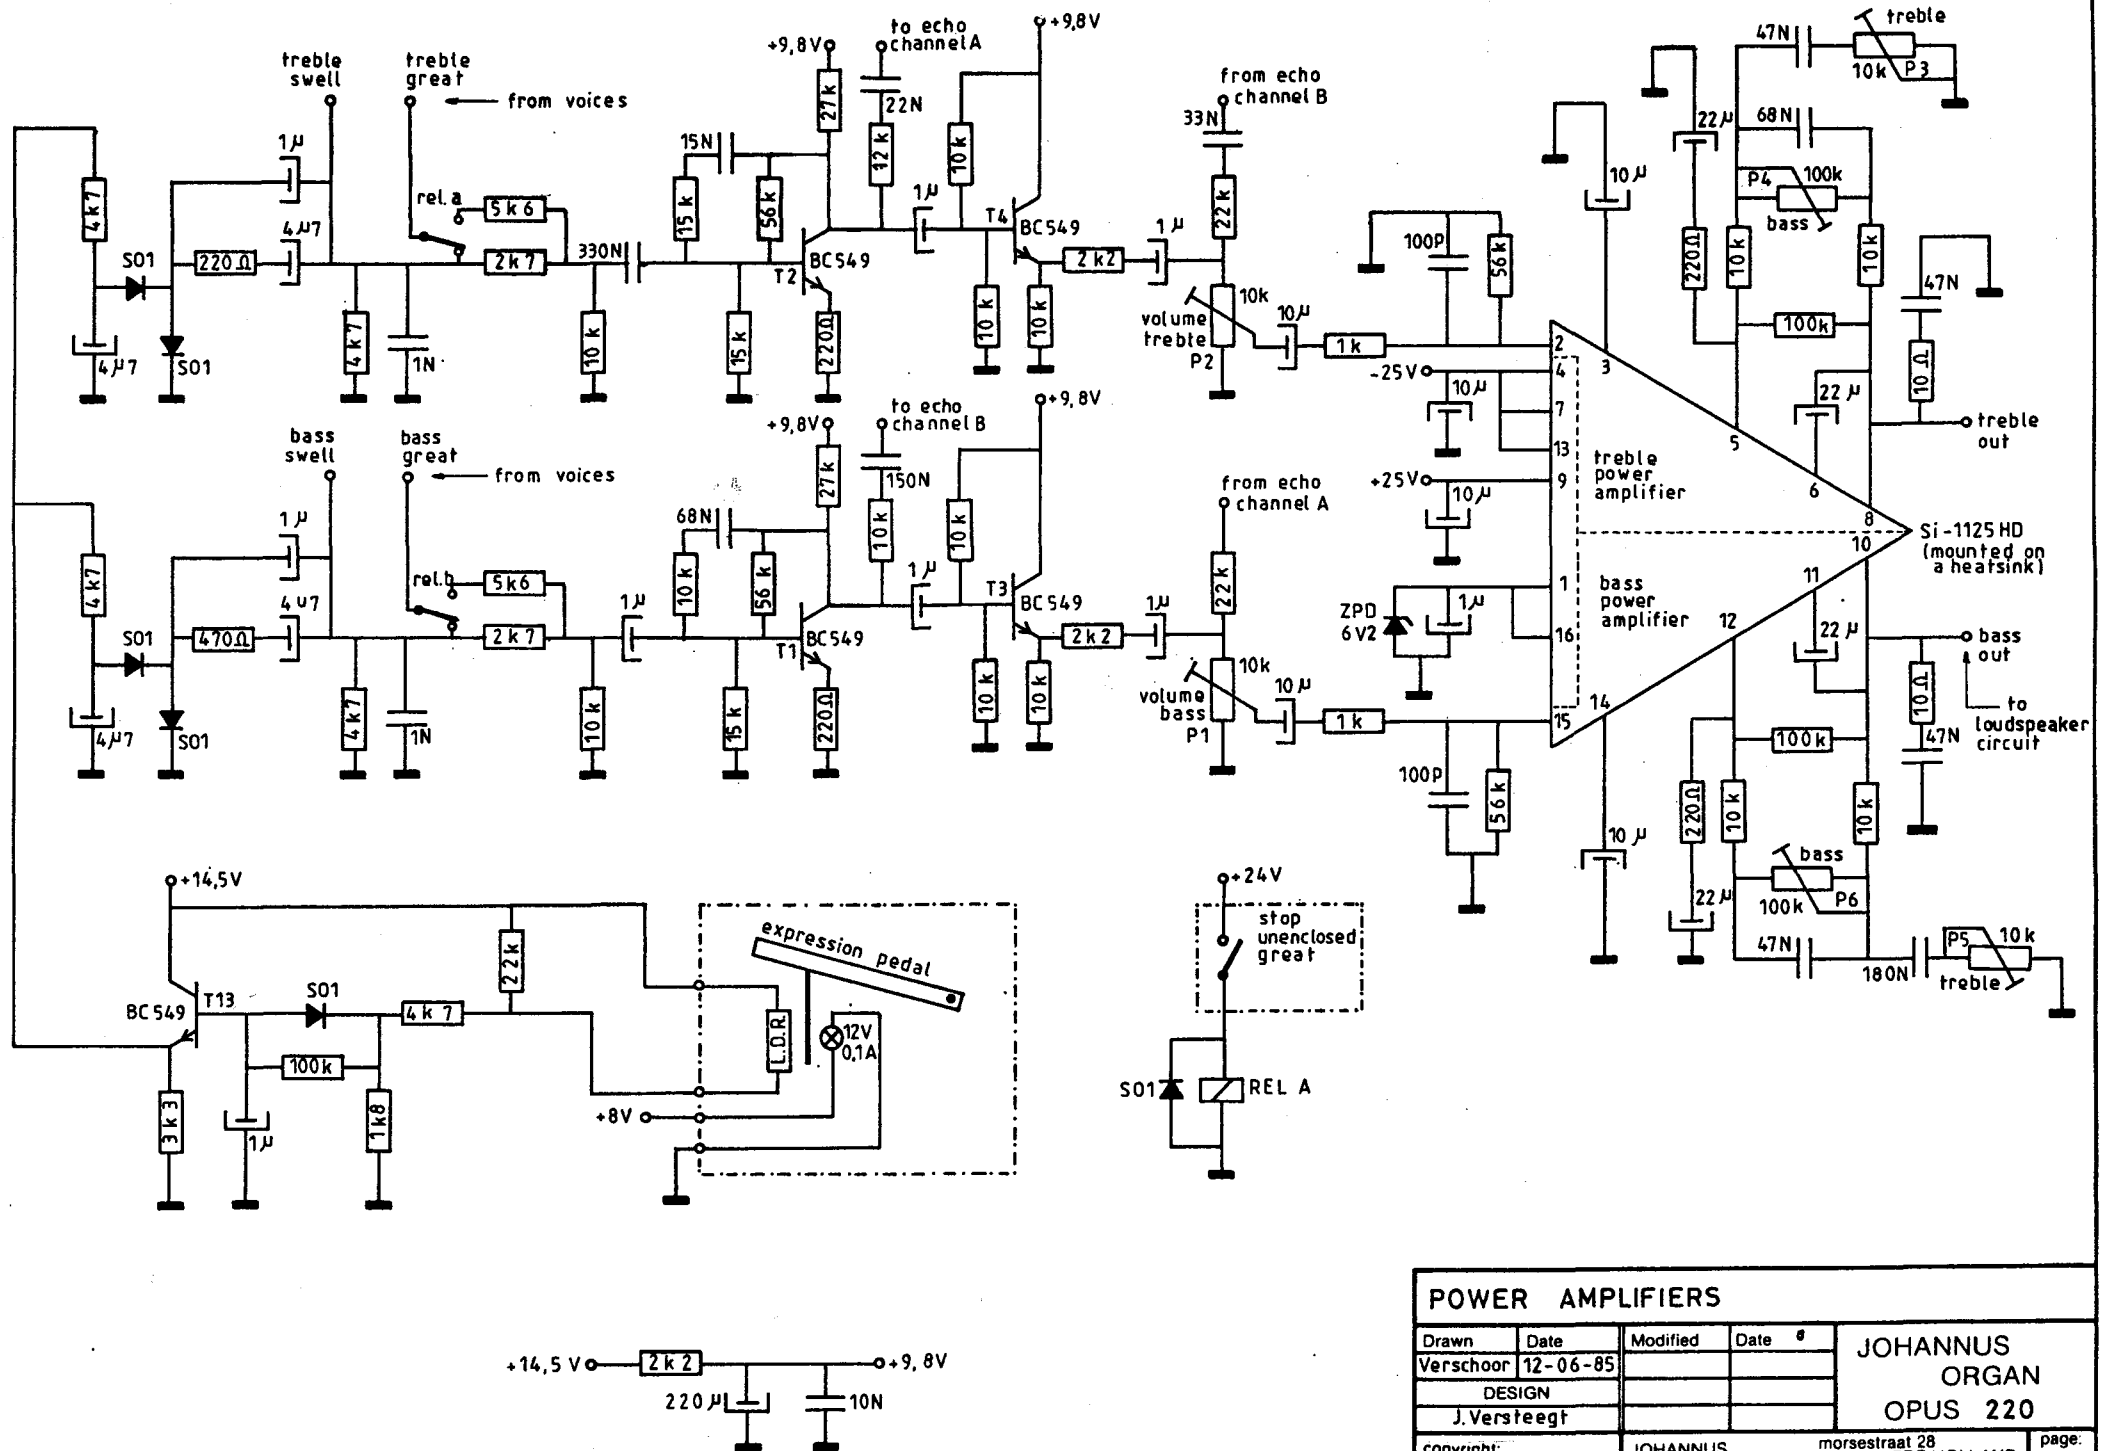 treble
swell
treble
great
from voices
+9,8V
to echo
channel A
+9,8V
from echo
channel B
47N
treble
10k P3
4k7
1µ
220Ω
4µ7
S01
S01
4µ7
4k7
1N
rel.a
5k6
2k7
330N
10k
15N
15k
56k
27k
22N
12k
10k
1µ
T4
BC549
T2
BC549
15k
220Ω
10k
10k
2k2
1µ
33N
22k
10k
volume
treble
P2
10µ
1k
100P
56k
10µ
22µ
68N
P4
100k
bass
220Ω
10k
10k
100k
47N
10Ω
22µ
treble
out
-25V
10µ
+25V
10µ
2
4
7
13
9
3
5
6
8
treble
power
amplifier
Si-1125 HD
(mounted on
a heatsink)
bass
swell
bass
great
from voices
+9,8V
to echo
channel B
+9,8V
from echo
channel A
4k7
1µ
470Ω
4u7
S01
S01
4µ7
4k7
1N
rel.b
5k6
2k7
1µ
10k
68N
10k
56k
27k
150N
10k
10k
1µ
T3
BC549
T1
BC549
15k
220Ω
10k
10k
2k2
1µ
22k
10k
volume
bass
P1
10µ
1k
100P
56k
ZPD
6V2
1µ
1
16
15
bass
power
amplifier
10
11
12
14
22µ
bass
out
to
loudspeaker
circuit
10Ω
47N
100k
10µ
220Ω
10k
10k
22µ
bass
100k P6
47N
180N
P5
10k
treble
+14,5V
BC549
T13
S01
4k7
22k
100k
3k3
1µ
1k8
expression pedal
L.D.R.
12V
0,1A
+8V
+24V
stop
unenclosed
great
S01
REL A
+14,5V
2k2
+9,8V
220µ
10N
POWER AMPLIFIERS
Drawn Date Modified Date
Verschoor 12-06-85
DESIGN
J.Versteegt
JOHANNUS
ORGAN
OPUS 220
copyright:
JOHANNUS
morsestraat 28
page: